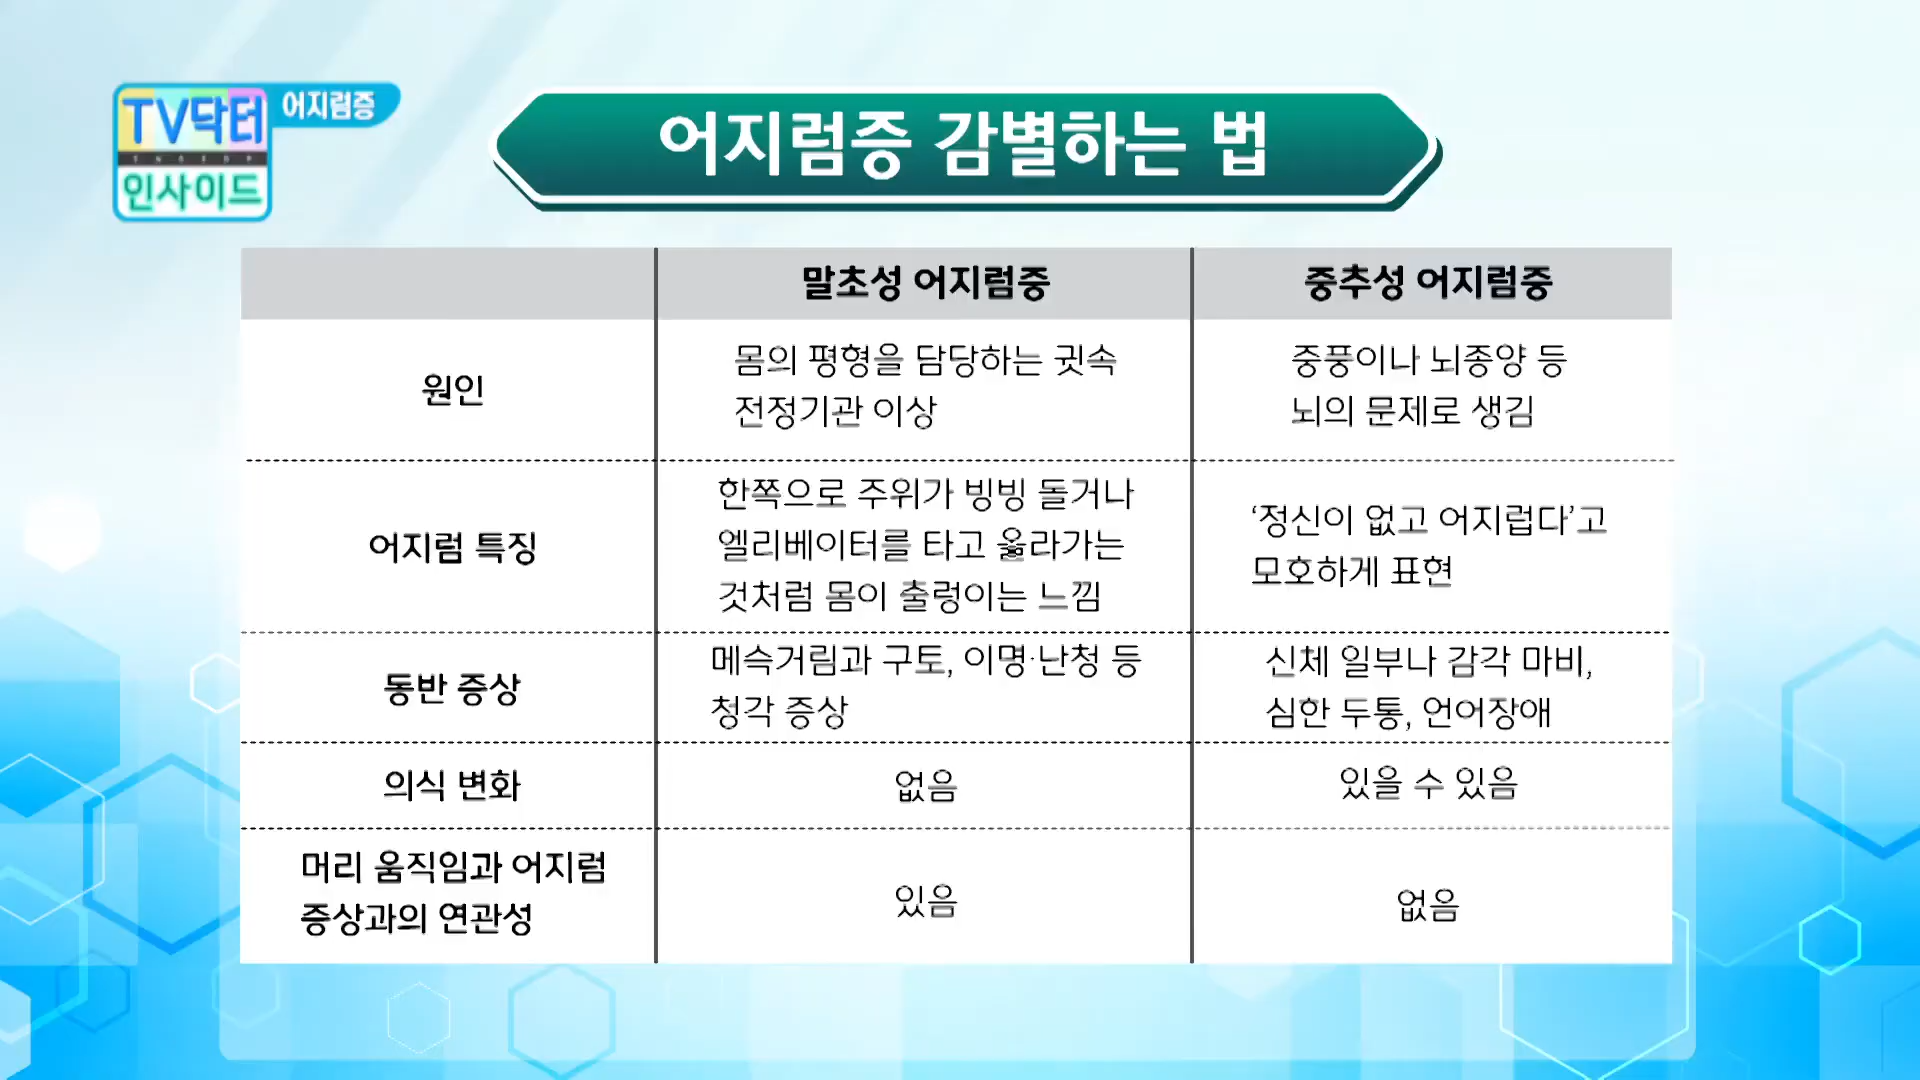 TV닥터
인사이드
어지럼증
어지럼증 감별하는 법
말초성 어지럼증
중추성 어지럼증
원인
몸의 평형을 담당하는 귓속
전정기관 이상
중풍이나 뇌종양 등
뇌의 문제로 생김
어지럼 특징
한쪽으로 주위가 빙빙 돌거나
엘리베이터를 타고 올라가는
것처럼 몸이 출렁이는 느낌
‘정신이 없고 어지럽다’고
모호하게 표현
동반 증상
메슥거림과 구토, 이명·난청 등
청각 증상
신체 일부나 감각 마비,
심한 두통, 언어장애
의식 변화
없음
있을 수 있음
머리 움직임과 어지럼
증상과의 연관성
있음
없음